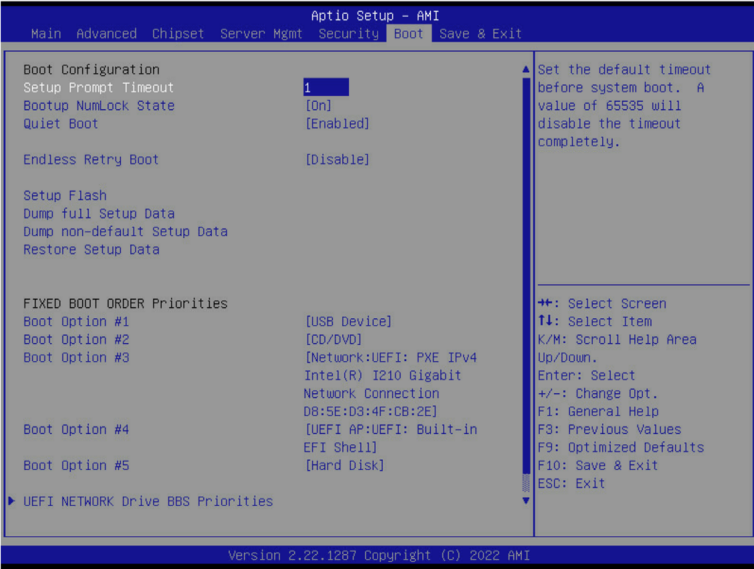 Aptio Setup – AMI
Main Advanced Chipset Server Mgmt Security Boot Save & Exit
Boot Configuration
Setup Prompt Timeout 1
Bootup NumLock State [On]
Quiet Boot [Enabled]
Endless Retry Boot [Disable]
Setup Flash
Dump full Setup Data
Dump non-default Setup Data
Restore Setup Data
FIXED BOOT ORDER Priorities
Boot Option #1 [USB Device]
Boot Option #2 [CD/DVD]
Boot Option #3 [Network:UEFI: PXE IPv4
Intel(R) I210 Gigabit
Network Connection
D8:5E:D3:4F:CB:2E]
Boot Option #4 [UEFI AP:UEFI: Built-in
EFI Shell]
Boot Option #5 [Hard Disk]
UEFI NETWORK Drive BBS Priorities
Set the default timeout
before system boot. A
value of 65535 will
disable the timeout
completely.
→←: Select Screen
↑↓: Select Item
K/M: Scroll Help Area
Up/Down.
Enter: Select
+/-: Change Opt.
F1: General Help
F3: Previous Values
F9: Optimized Defaults
F10: Save & Exit
ESC: Exit
Version 2.22.1287 Copyright (C) 2022 AMI